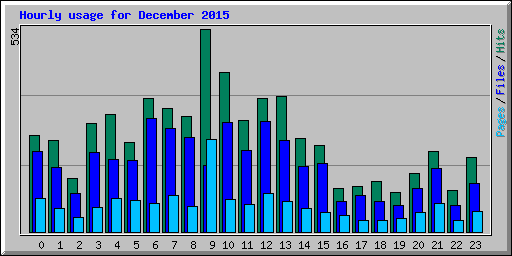 Hourly usage for December 2015
534
Pages / Files / Hits
0 1 2 3 4 5 6 7 8 9 10 11 12 13 14 15 16 17 18 19 20 21 22 23